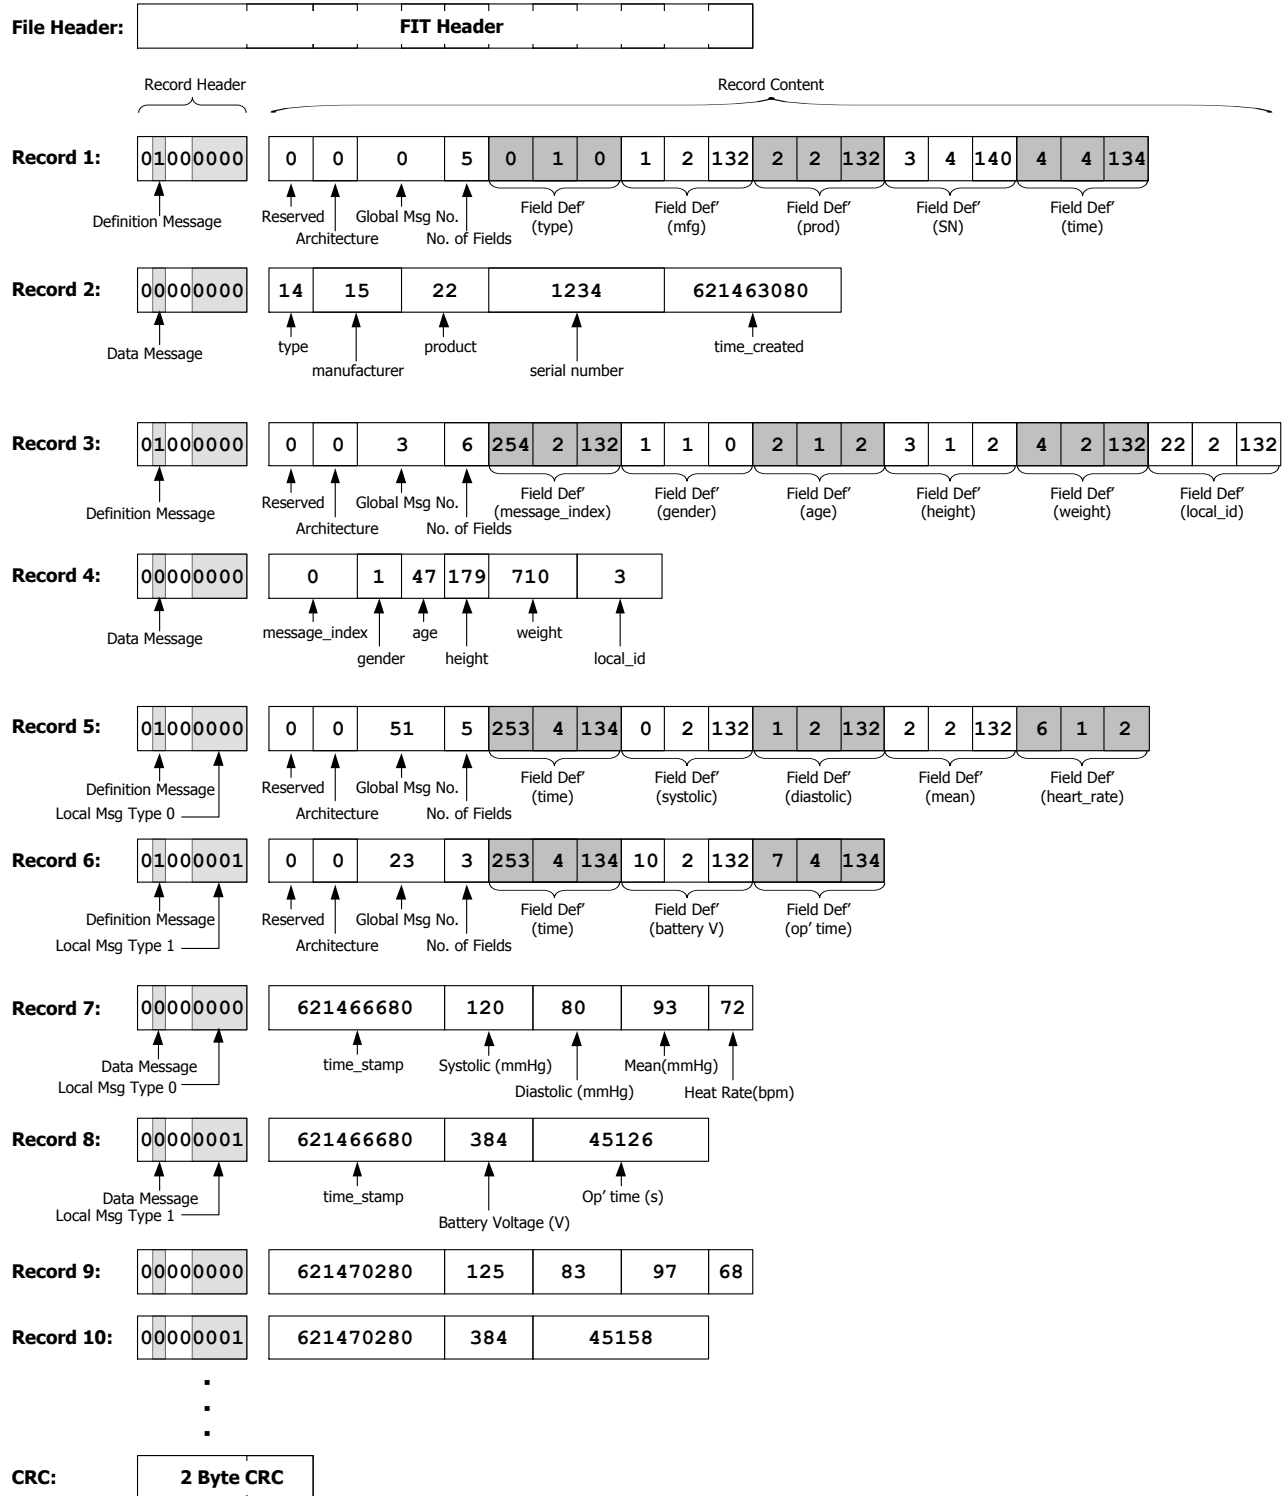 File Header: FIT Header
Record Header Record Content
Record 1: 01000000 0 0 0 5 0 1 0 1 2 132 2 2 132 3 4 140 4 4 134
Definition Message Reserved Architecture Global Msg No. No. of Fields Field Def’ (type) Field Def’ (mfg) Field Def’ (prod) Field Def’ (SN) Field Def’ (time)
Record 2: 00000000 14 15 22 1234 621463080
Data Message type manufacturer product serial number time_created
Record 3: 01000000 0 0 3 6 254 2 132 1 1 0 2 1 2 3 1 2 4 2 132 22 2 132
Definition Message Reserved Architecture Global Msg No. No. of Fields Field Def’ (message_index) Field Def’ (gender) Field Def’ (age) Field Def’ (height) Field Def’ (weight) Field Def’ (local_id)
Record 4: 00000000 0 1 47 179 710 3
Data Message message_index gender age height weight local_id
Record 5: 01000000 0 0 51 5 253 4 134 0 2 132 1 2 132 2 2 132 6 1 2
Definition Message Reserved Architecture Global Msg No. No. of Fields Field Def’ (time) Field Def’ (systolic) Field Def’ (diastolic) Field Def’ (mean) Field Def’ (heart_rate)
Local Msg Type 0
Record 6: 01000001 0 0 23 3 253 4 134 10 2 132 7 4 134
Definition Message Reserved Architecture Global Msg No. No. of Fields Field Def’ (time) Field Def’ (battery V) Field Def’ (op’ time)
Local Msg Type 1
Record 7: 00000000 621466680 120 80 93 72
Data Message time_stamp Systolic (mmHg) Diastolic (mmHg) Mean(mmHg) Heat Rate(bpm)
Local Msg Type 0
Record 8: 00000001 621466680 384 45126
Data Message time_stamp Battery Voltage (V) Op’ time (s)
Local Msg Type 1
Record 9: 00000000 621470280 125 83 97 68
Record 10: 00000001 621470280 384 45158
.
.
.
CRC: 2 Byte CRC